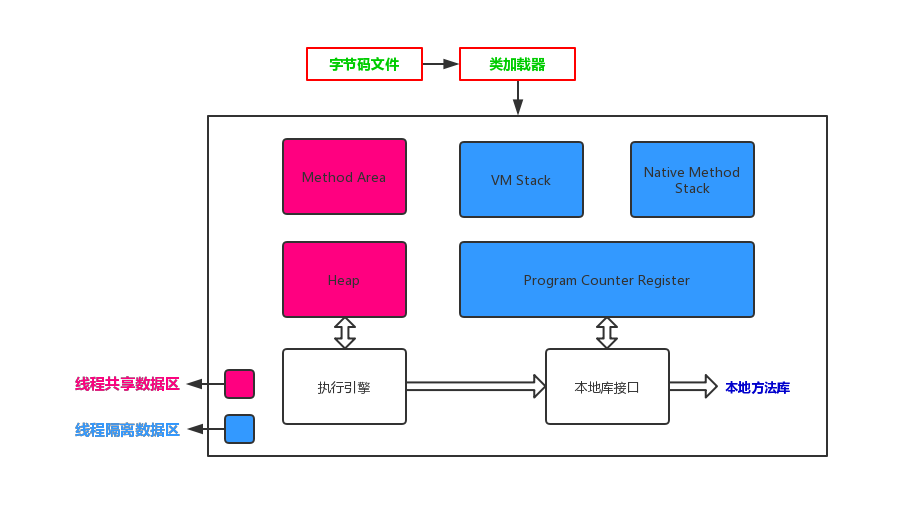 字节码文件
类加载器
Method Area
VM Stack
Native Method
Stack
Heap
Program Counter Register
线程共享数据区
执行引擎
本地库接口
本地方法库
线程隔离数据区